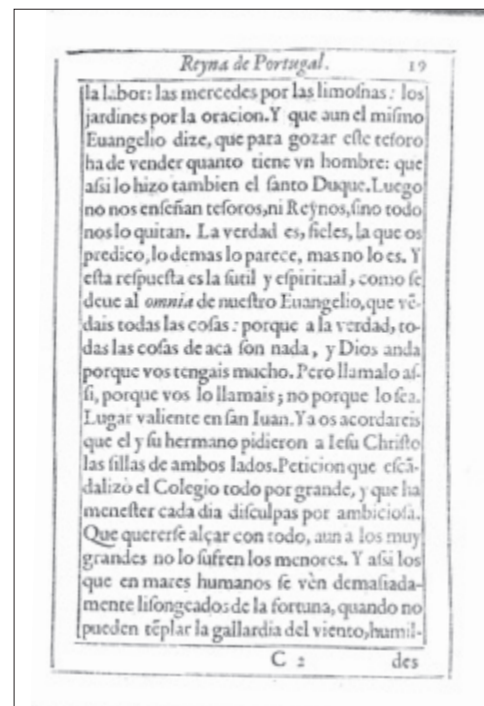 Reyna de Portugal. 19
la labor: las mercedes por las limoſnas: los
jardines por la oracion. Y que aun el miſmo
Euangelio dize, que para gozar eſte teſoro
ha de vender quanto tiene vn hombre: que
aſsi lo hizo tambien el ſanto Duque. Luego
no nos enſeñan teſoros, ni Reynos, ſino todo
nos lo quitan. La verdad es, fieles, la que os
predico, lo demas lo parece, mas no lo es. Y
eſta reſpueſta es la ſutil y eſpiritual, como ſe
deue al omnia de nueſtro Euangelio, que vē-
dais todas las coſas: porque a la verdad, to-
das las coſas de aca ſon nada, y Dios anda
porque vos tengais mucho. Pero llamalo aſ-
ſi, porque vos lo llamais; no porque lo ſea.
Lugar valiente en ſan Iuan. Ya os acordareis
que el y ſu hermano pidieron a Ieſu Chriſto
las ſillas de ambos lados. Peticion que eſcā-
dalizò el Colegio todo por grande, y que ha
meneſter cada dia diſculpas por ambicioſa.
Que quererſe alçar con todo, aun a los muy
grandes no lo ſufren los menores. Y aſsi los
que en mares humanos ſe vèn demaſiada-
mente liſongeados de la fortuna, quando no
pueden tēplar la gallardia del viento, humil-
C 2 des